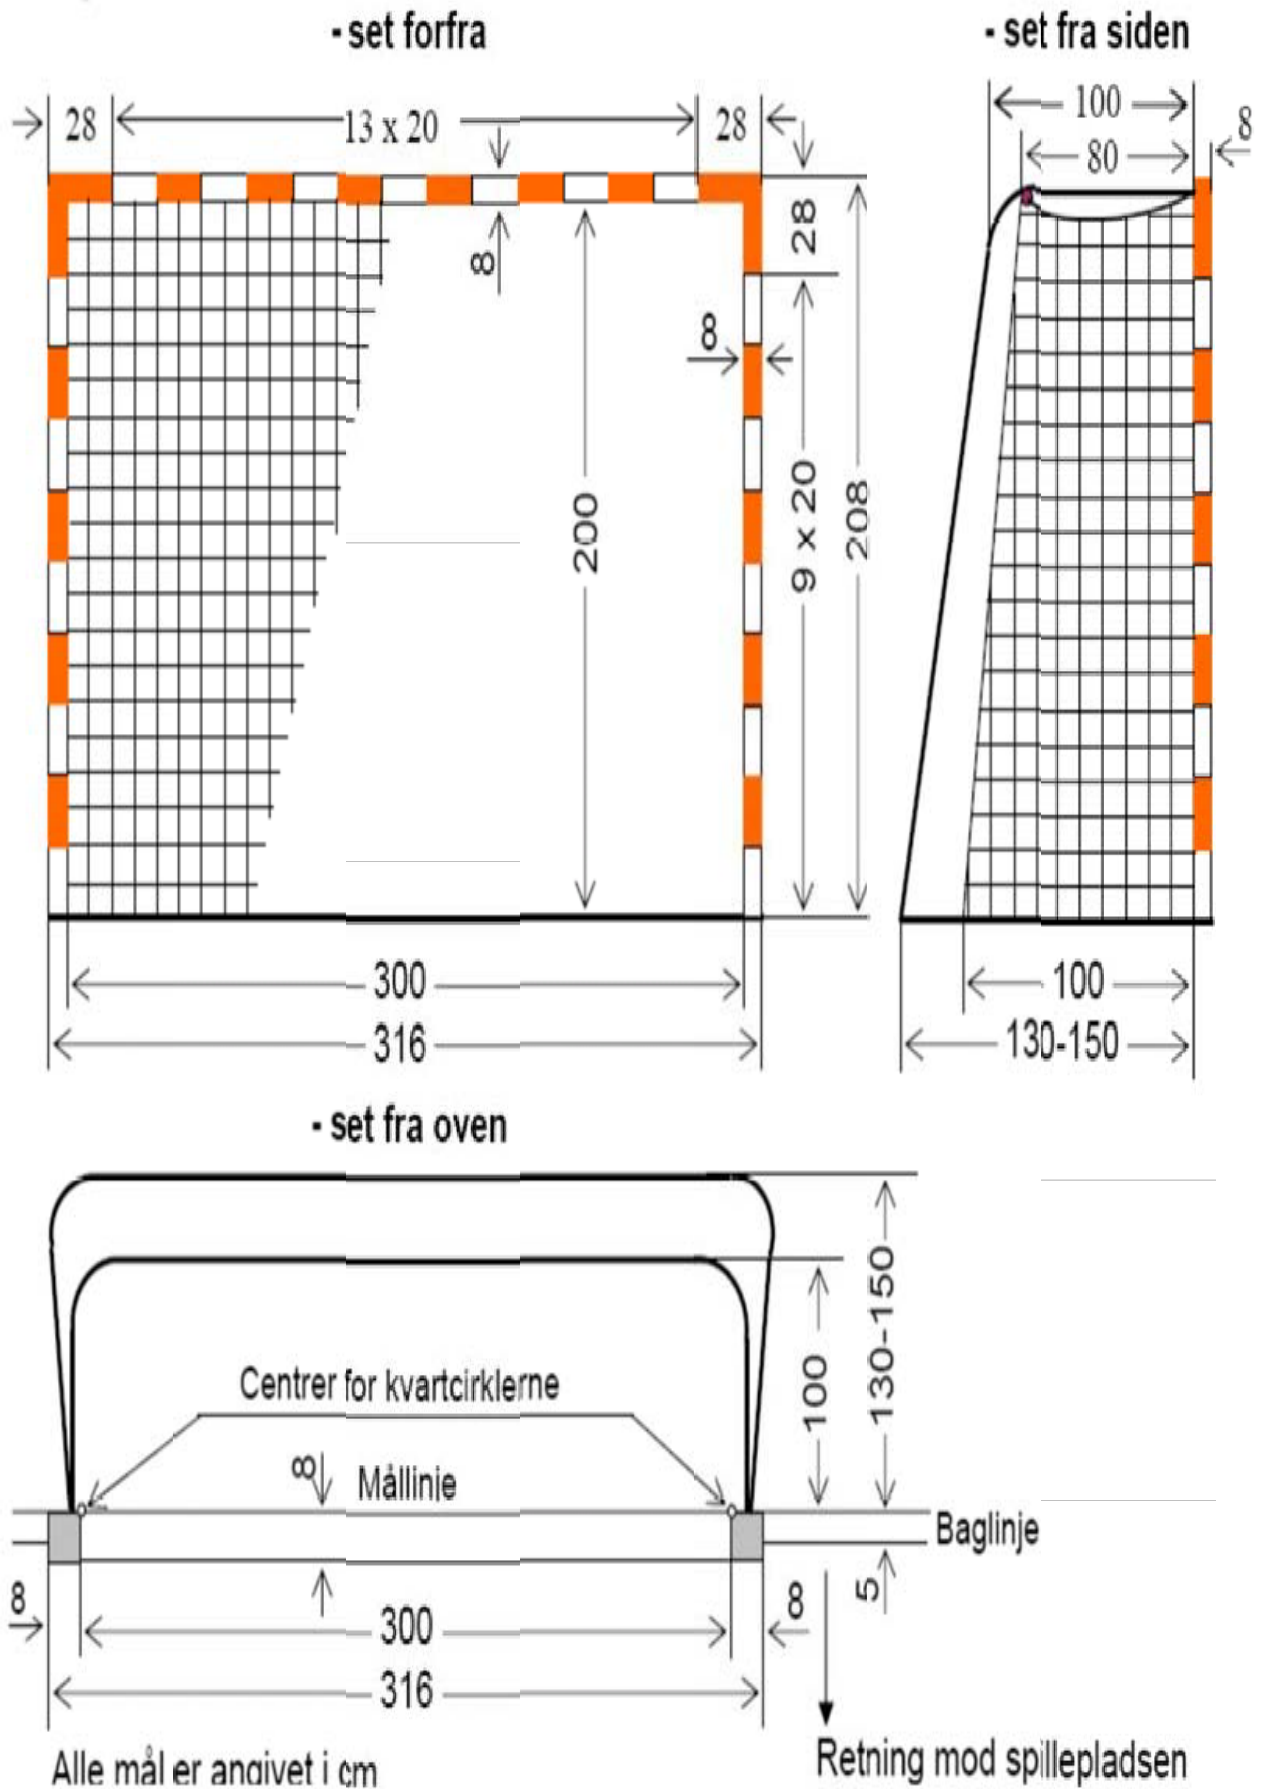 - set forfra
- set fra siden
28
13 x 20
28
100
80
8
8
28
8
200
9 x 20
208
300
316
100
130-150
- set fra oven
Centrer for kvartcirklerne
100
130-150
8
Mållinie
Baglinje
8
300
8
5
316
Alle mål er angivet i cm
Retning mod spillepladsen